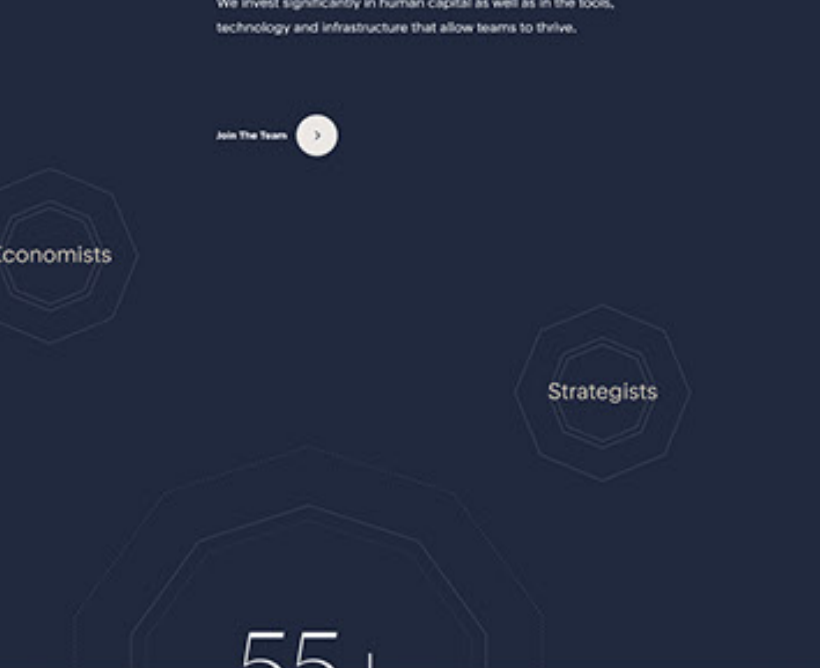 We invest significantly in human capital as well as in the tools,
technology and infrastructure that allow teams to thrive.
Join The Team
Economists
Strategists
55+